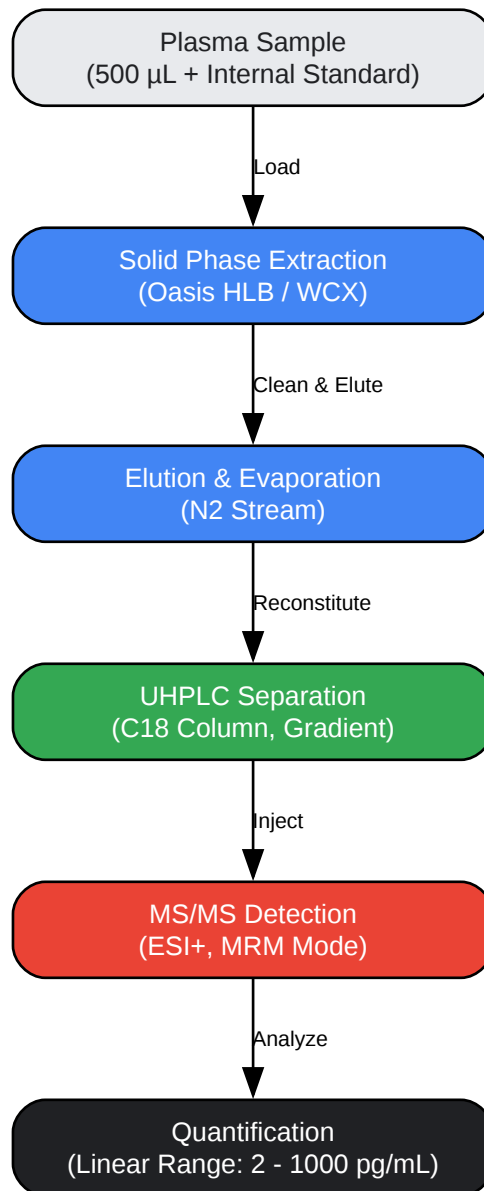 Plasma Sample
(500 µL + Internal Standard)
Load
Solid Phase Extraction
(Oasis HLB / WCX)
Clean & Elute
Elution & Evaporation
(N2 Stream)
Reconstitute
UHPLC Separation
(C18 Column, Gradient)
Inject
MS/MS Detection
(ESI+, MRM Mode)
Analyze
Quantification
(Linear Range: 2 - 1000 pg/mL)